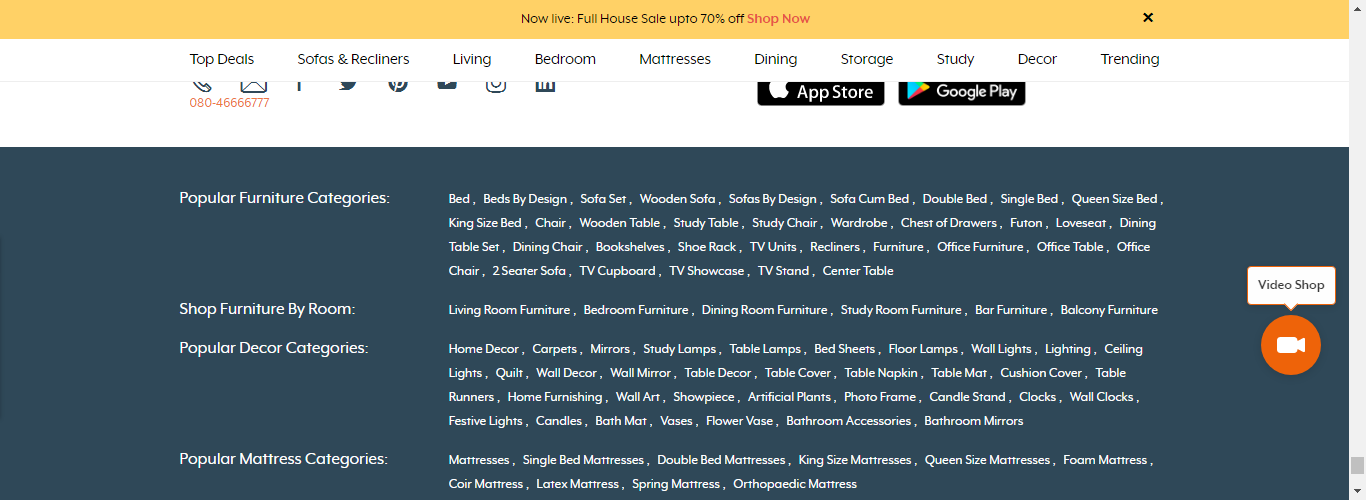 Now live: Full House Sale upto 70% off Shop Now ✕
Top Deals Sofas & Recliners Living Bedroom Mattresses Dining Storage Study Decor Trending
App Store Google Play
080-46666777
Popular Furniture Categories: Bed , Beds By Design , Sofa Set , Wooden Sofa , Sofas By Design , Sofa Cum Bed , Double Bed , Single Bed , Queen Size Bed ,
King Size Bed , Chair , Wooden Table , Study Table , Study Chair , Wardrobe , Chest of Drawers , Futon , Loveseat , Dining
Table Set , Dining Chair , Bookshelves , Shoe Rack , TV Units , Recliners , Furniture , Office Furniture , Office Table , Office
Chair , 2 Seater Sofa , TV Cupboard , TV Showcase , TV Stand , Center Table
Video Shop
Shop Furniture By Room: Living Room Furniture , Bedroom Furniture , Dining Room Furniture , Study Room Furniture , Bar Furniture , Balcony Furniture
Popular Decor Categories: Home Decor , Carpets , Mirrors , Study Lamps , Table Lamps , Bed Sheets , Floor Lamps , Wall Lights , Lighting , Ceiling
Lights , Quilt , Wall Decor , Wall Mirror , Table Decor , Table Cover , Table Napkin , Table Mat , Cushion Cover , Table
Runners , Home Furnishing , Wall Art , Showpiece , Artificial Plants , Photo Frame , Candle Stand , Clocks , Wall Clocks ,
Festive Lights , Candles , Bath Mat , Vases , Flower Vase , Bathroom Accessories , Bathroom Mirrors
Popular Mattress Categories: Mattresses , Single Bed Mattresses , Double Bed Mattresses , King Size Mattresses , Queen Size Mattresses , Foam Mattress ,
Coir Mattress , Latex Mattress , Spring Mattress , Orthopaedic Mattress